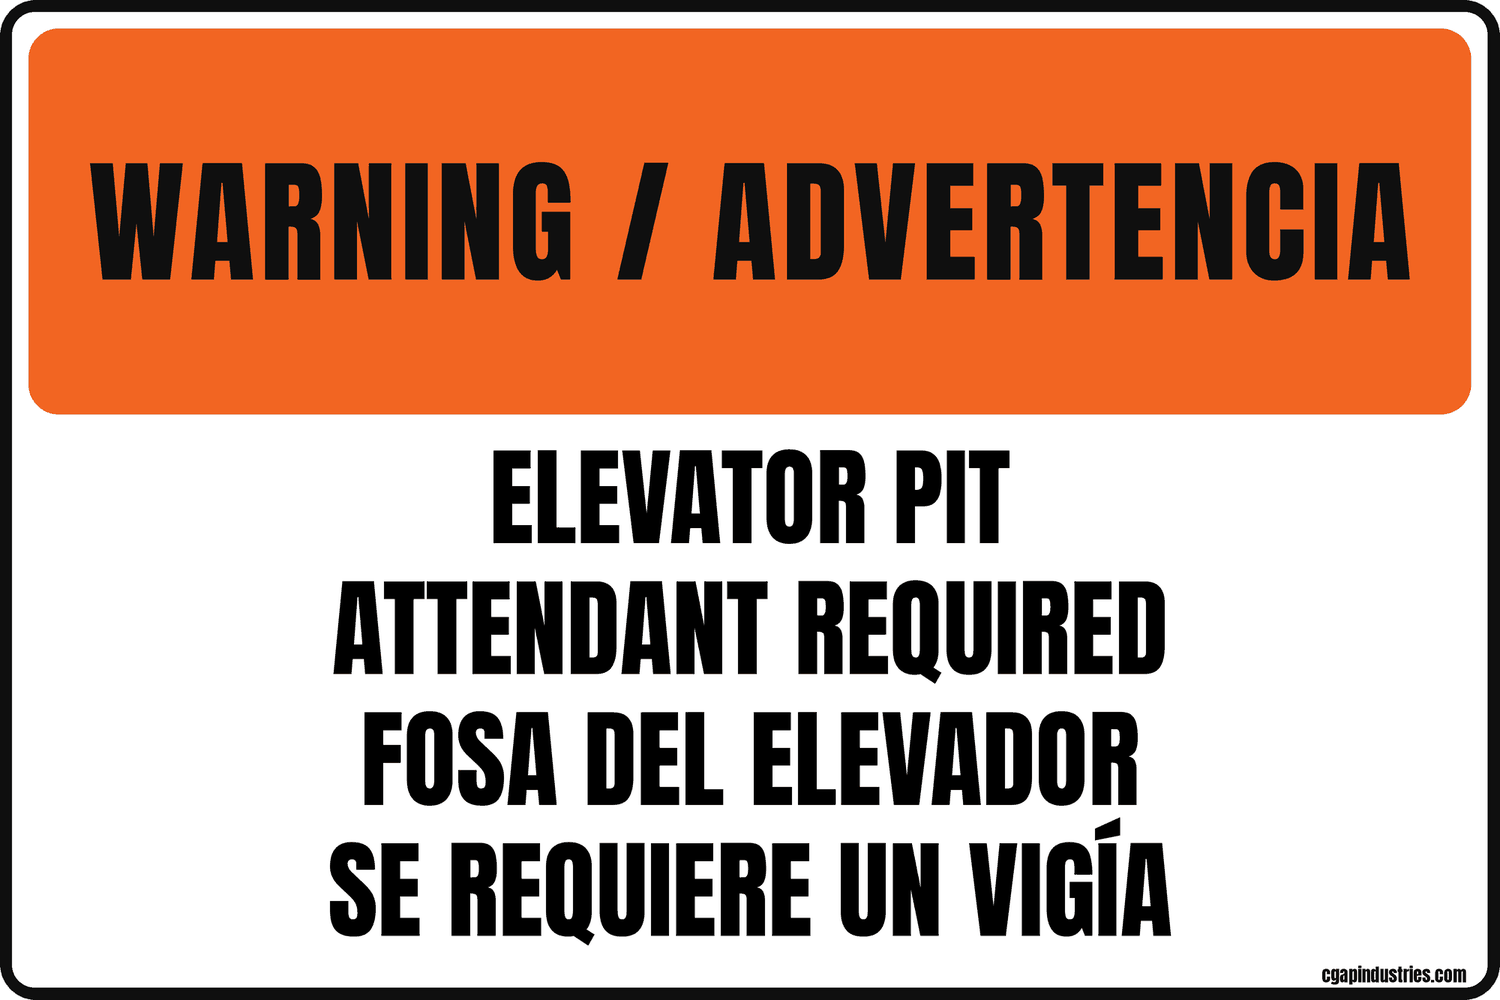 WARNING / ADVERTENCIA
ELEVATOR PIT
ATTENDANT REQUIRED
FOSA DEL ELEVADOR
SE REQUIERE UN VIGÍA
cgapindustries.com